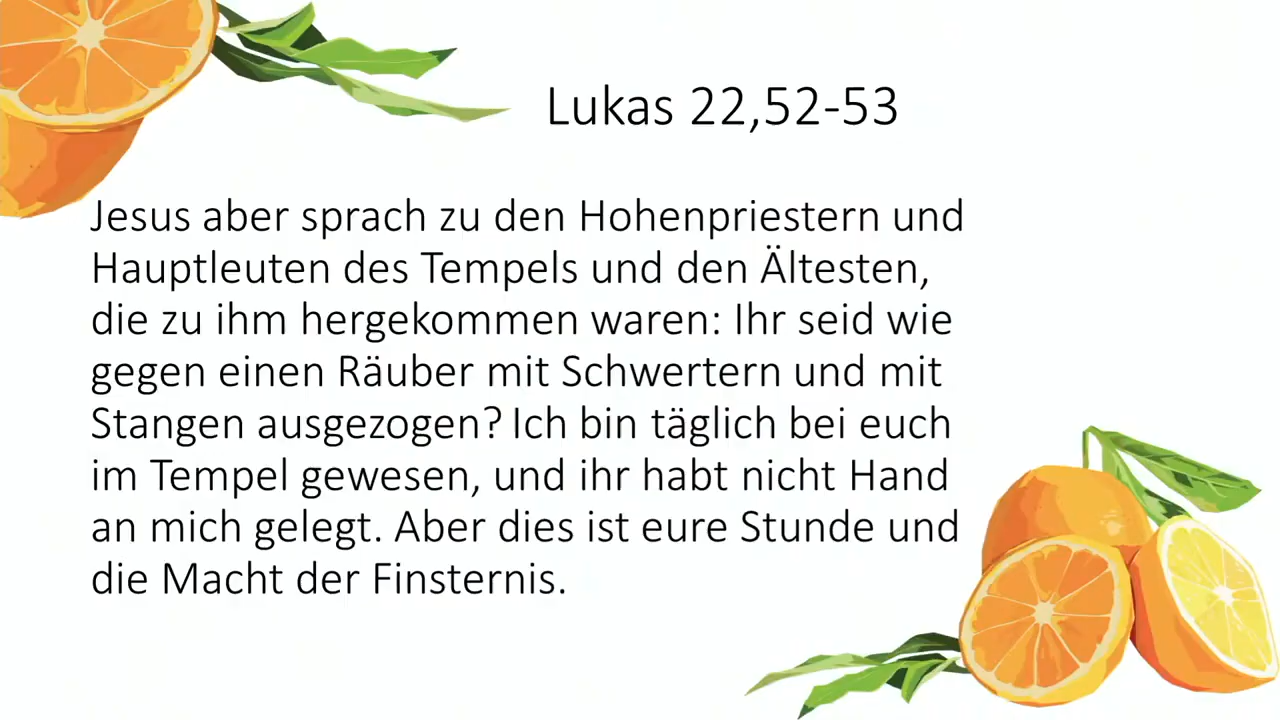 Lukas 22,52-53
Jesus aber sprach zu den Hohenpriestern und
Hauptleuten des Tempels und den Ältesten,
die zu ihm hergekommen waren: Ihr seid wie
gegen einen Räuber mit Schwertern und mit
Stangen ausgezogen? Ich bin täglich bei euch
im Tempel gewesen, und ihr habt nicht Hand
an mich gelegt. Aber dies ist eure Stunde und
die Macht der Finsternis.